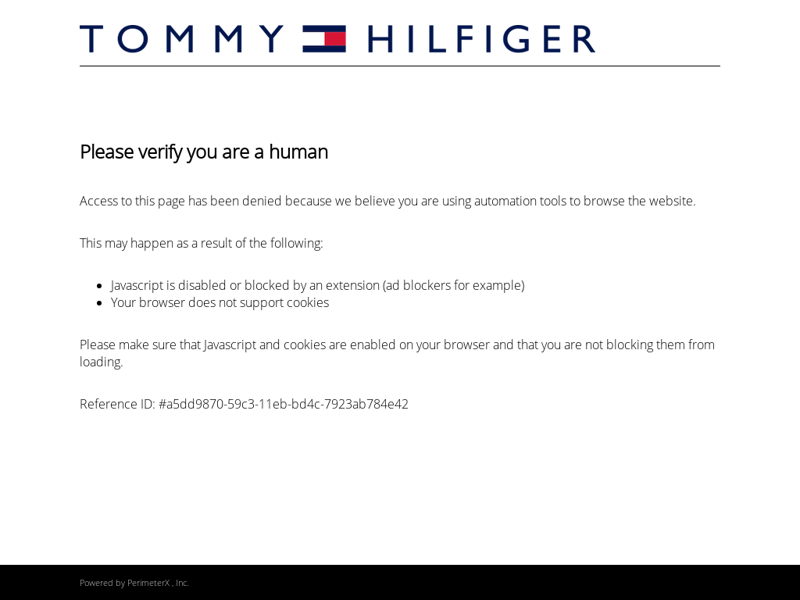 TOMMY HILFIGER
Please verify you are a human
Access to this page has been denied because we believe you are using automation tools to browse the website.
This may happen as a result of the following:
Javascript is disabled or blocked by an extension (ad blockers for example)
Your browser does not support cookies
Please make sure that Javascript and cookies are enabled on your browser and that you are not blocking them from
loading.
Reference ID: #a5dd9870-59c3-11eb-bd4c-7923ab784e42
Powered by PerimeterX , Inc.